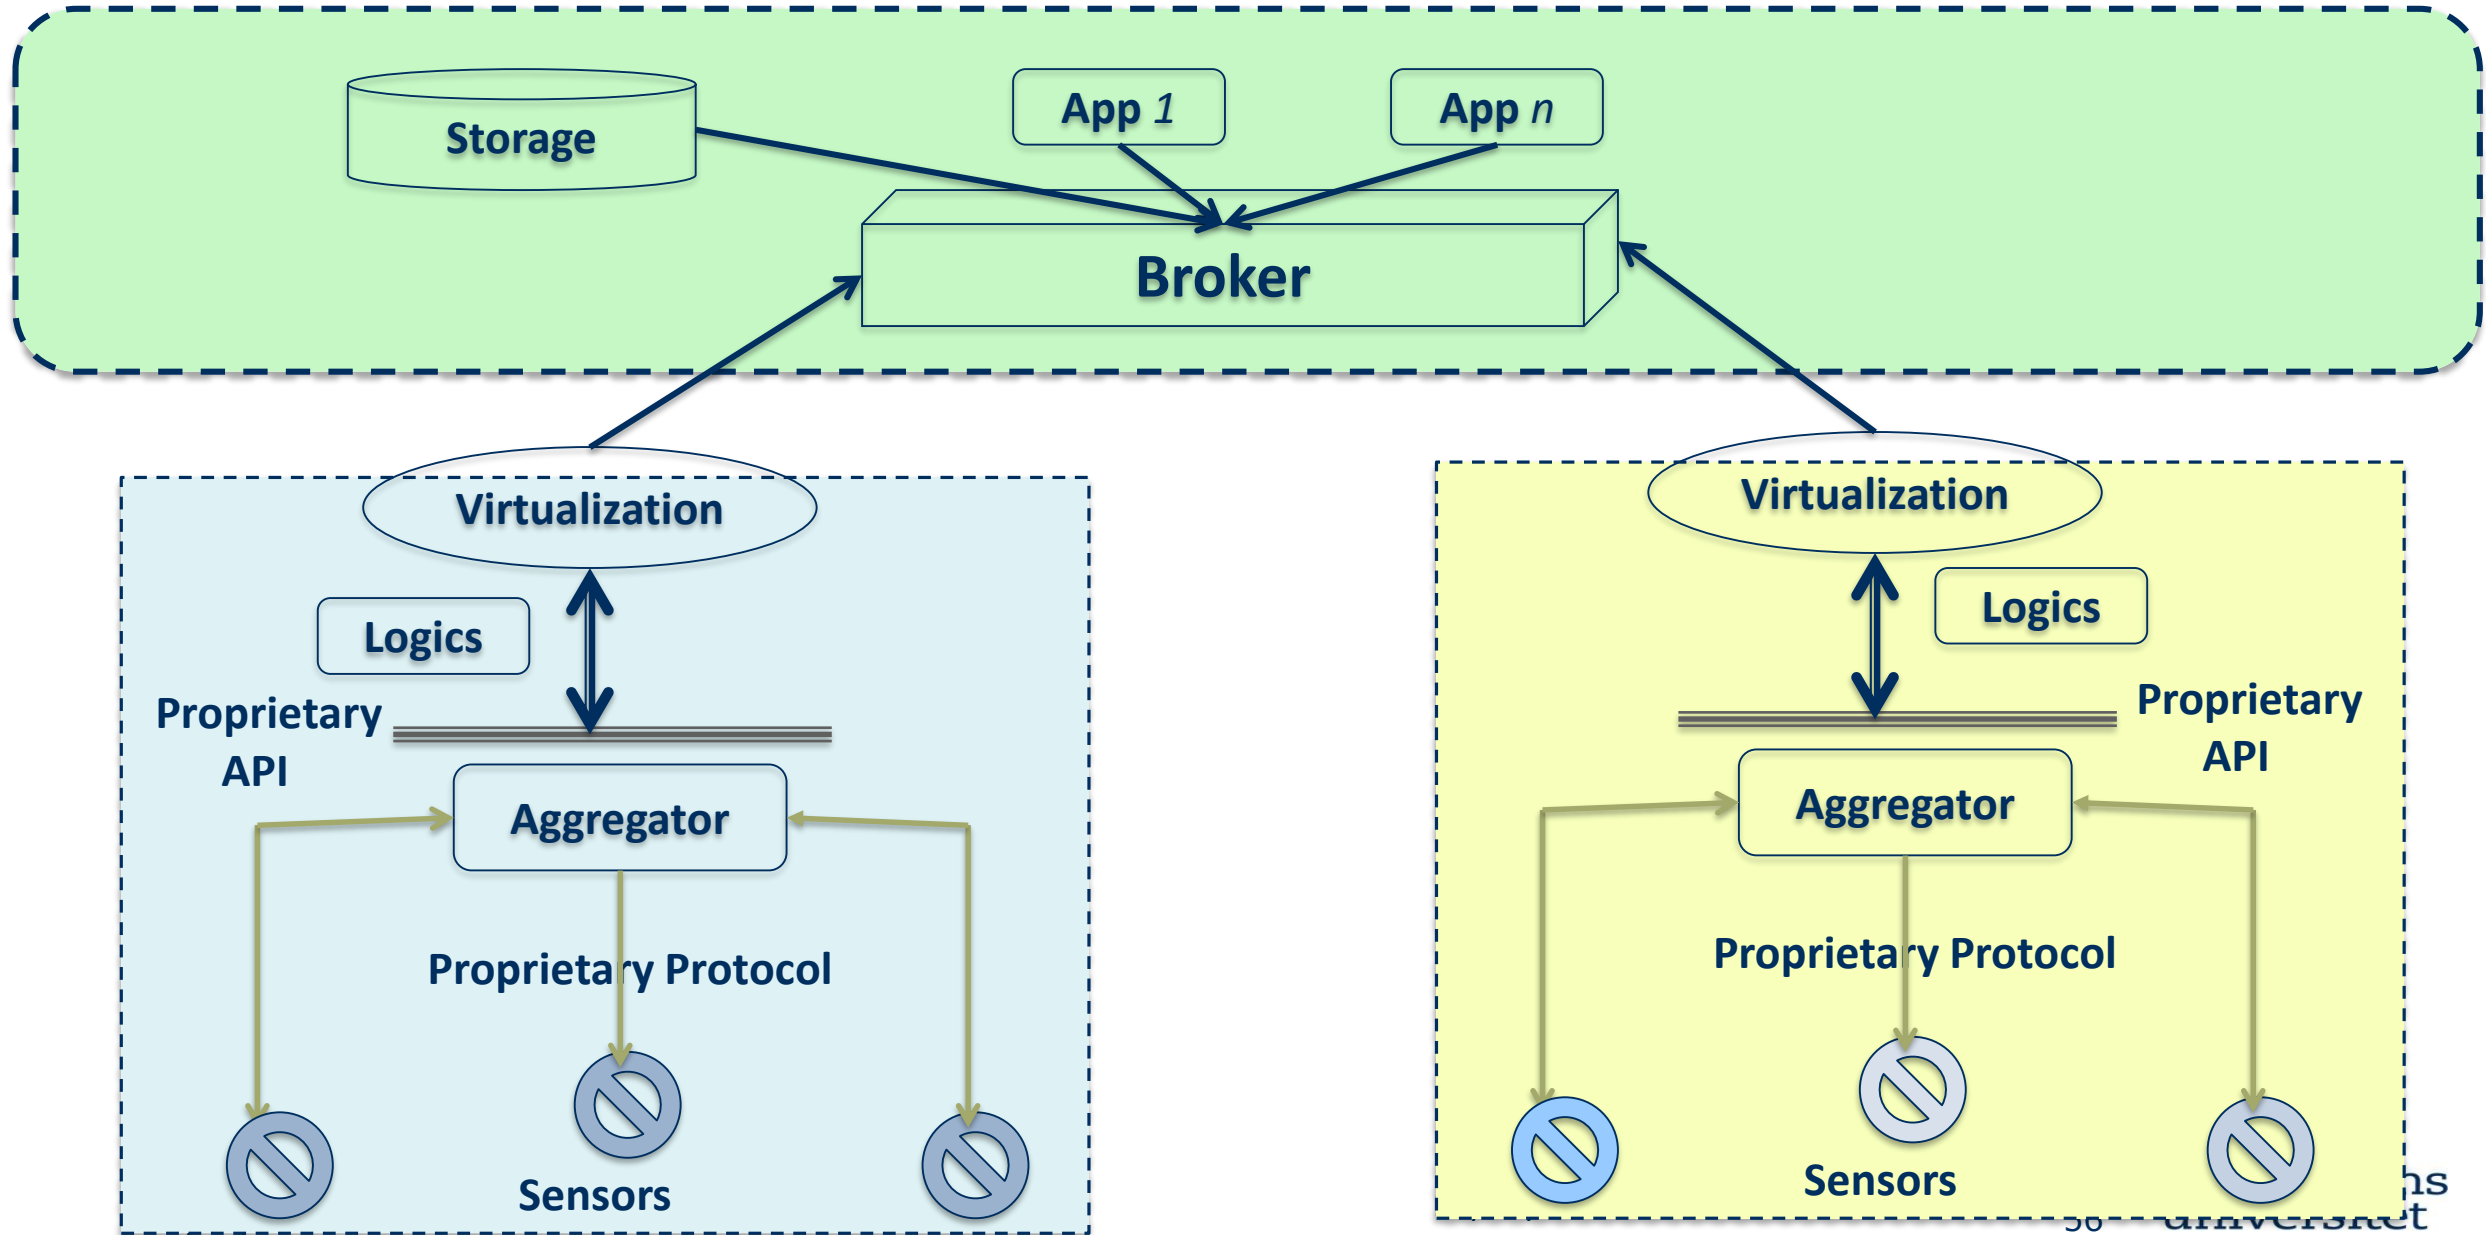 Storage
App 1
App n
Broker
Virtualization
Logics
Proprietary
API
Aggregator
Proprietary Protocol
Sensors
Virtualization
Logics
Proprietary
API
Aggregator
Proprietary Protocol
Sensors
universitet